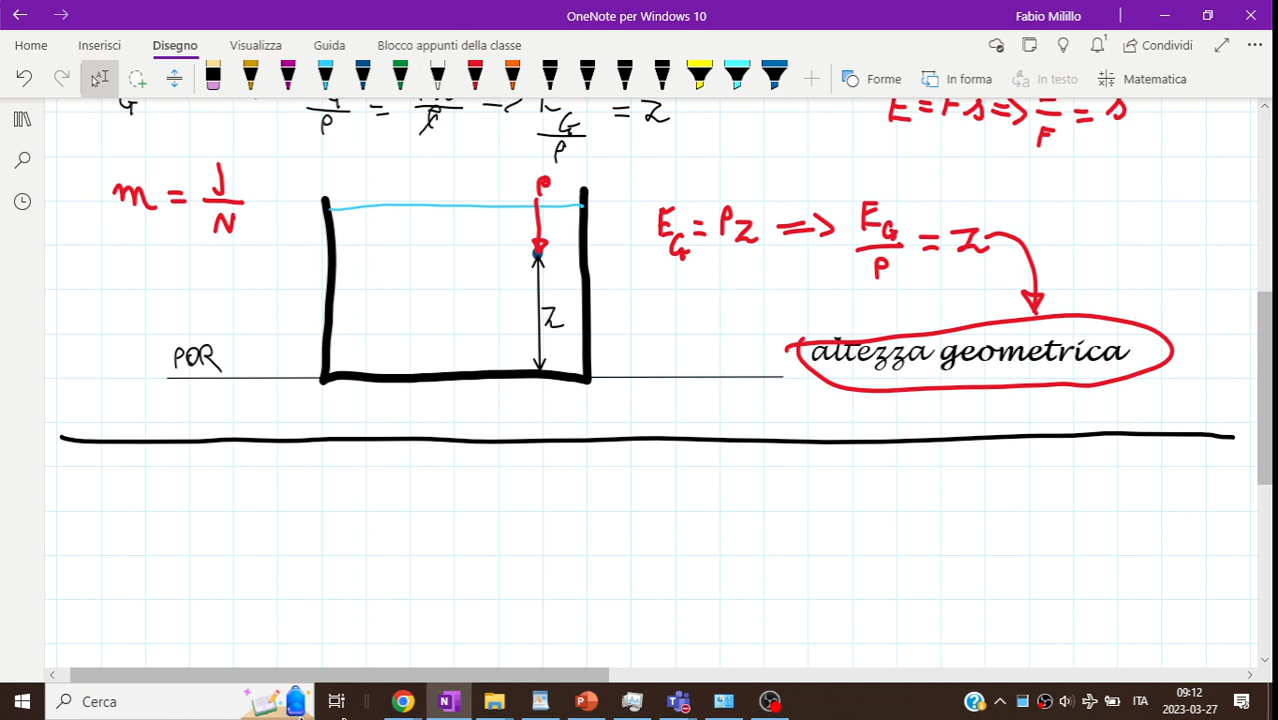 OneNote per Windows 10
Fabio Milillo
Home Inserisci Disegno Visualizza Guida Blocco appunti della classe
Condividi
Forme In forma In testo Matematica
E = F s => = s
F
m = J / N
P
E_G = PZ => E_G / P = Z
Z
altezza geometrica
POR
Cerca
09:12
ITA
2023-03-27